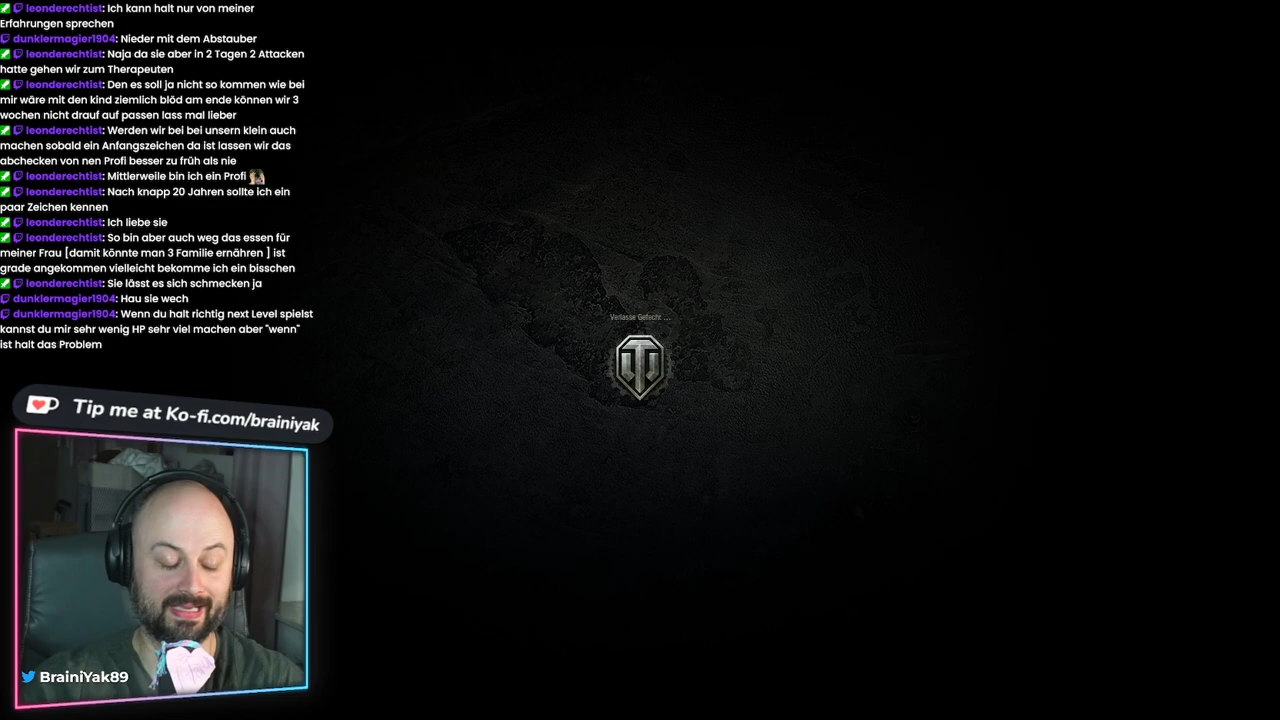 leonderechtist: Ich kann halt nur von meiner
Erfahrungen sprechen
dunklermagier1904: Nieder mit dem Abstauber
leonderechtist: Naja da sie aber in 2 Tagen 2 Attacken
hatte gehen wir zum Therapeuten
leonderechtist: Den es soll ja nicht so kommen wie bei
mir wäre mit den kind ziemlich blöd am ende können wir 3
wochen nicht drauf auf passen lass mal lieber
leonderechtist: Werden wir bei bei unsern klein auch
machen sobald ein Anfangszeichen da ist lassen wir das
abchecken von nen Profi besser zu früh als nie
leonderechtist: Mittlerweile bin ich ein Profi
leonderechtist: Nach knapp 20 Jahren sollte ich ein
paar Zeichen kennen
leonderechtist: Ich liebe sie
leonderechtist: So bin aber auch weg das essen für
meiner Frau [damit könnte man 3 Familie ernähren ] ist
grade angekommen vielleicht bekomme ich ein bisschen
leonderechtist: Sie lässt es sich schmecken ja
dunklermagier1904: Hau sie wech
dunklermagier1904: Wenn du halt richtig next Level spielst
kannst du mir sehr wenig HP sehr viel machen aber "wenn"
ist halt das Problem
Verlasse Gefecht ...
Tip me at Ko-fi.com/brainiyak
BrainiYak89